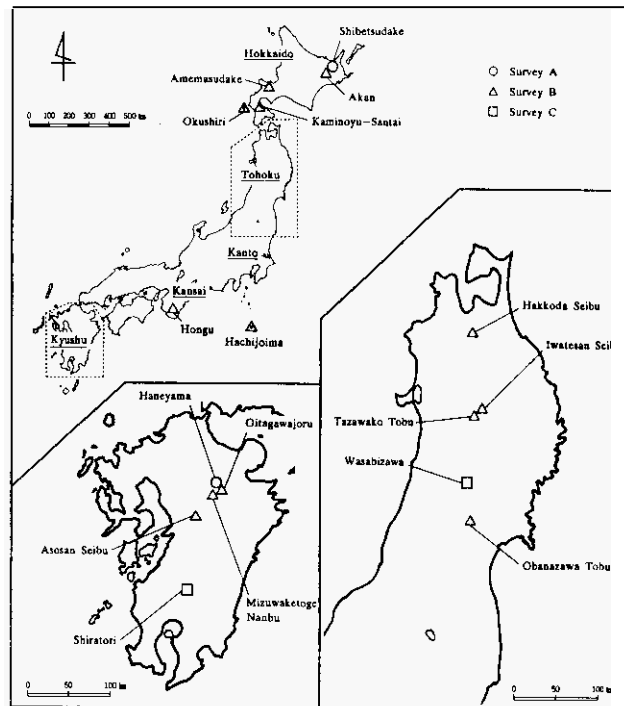 Shibetsudake
Hokkaido
Survey A
Amemasudake
Survey B
Akan
Survey C
0 100 200 300 400 500 km
Okushiri
Kaminoyu-Santai
Tohoku
Kanto
Kansai
Hongu
Kyushu
Hachijoima
Hakkoda Seibu
Haneyama
Oitagawajoru
Iwatesan Seib
Tazawako Tobu
Wasabizawa
Asosan Seibu
Obanazawa Tobu
Mizuwaketoge
Nanbu
Shiratori
0 50 100 km
0 50 100 km